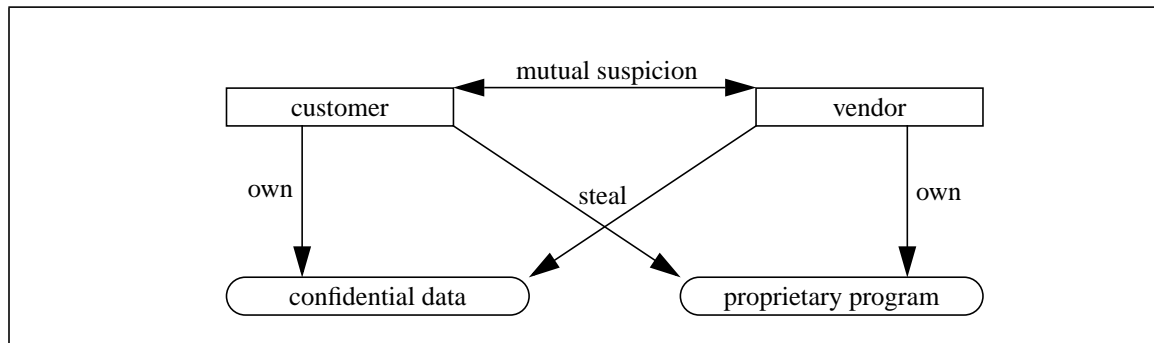 mutual suspicion
customer
vendor
own
steal
own
confidential data
proprietary program